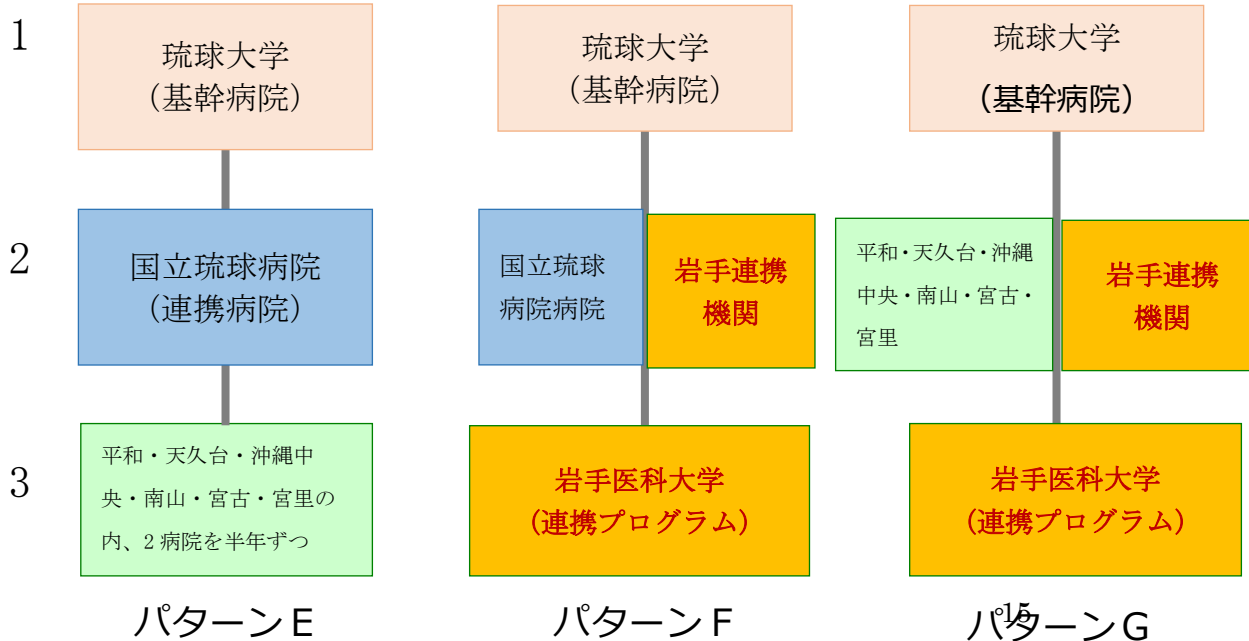 1
琉球大学
（基幹病院）
琉球大学
（基幹病院）
琉球大学
（基幹病院）
2
国立琉球病院
（連携病院）
国立琉球
病院病院
岩手連携
機関
平和・天久台・沖縄
中央・南山・宮古・
宮里
岩手連携
機関
3
平和・天久台・沖縄中
央・南山・宮古・宮里の
内、2 病院を半年ずつ
岩手医科大学
（連携プログラム）
岩手医科大学
（連携プログラム）
パターンE
パターンF
パターンG
15